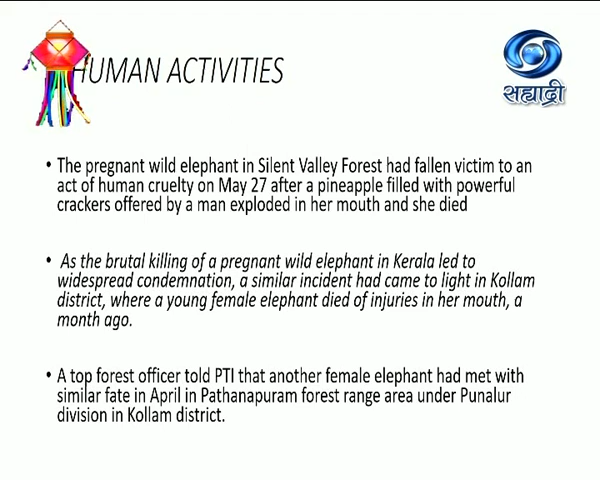 HUMAN ACTIVITIES
सह्याद्री
• The pregnant wild elephant in Silent Valley Forest had fallen victim to an
act of human cruelty on May 27 after a pineapple filled with powerful
crackers offered by a man exploded in her mouth and she died
• As the brutal killing of a pregnant wild elephant in Kerala led to
widespread condemnation, a similar incident had came to light in Kollam
district, where a young female elephant died of injuries in her mouth, a
month ago.
• A top forest officer told PTI that another female elephant had met with
similar fate in April in Pathanapuram forest range area under Punalur
division in Kollam district.